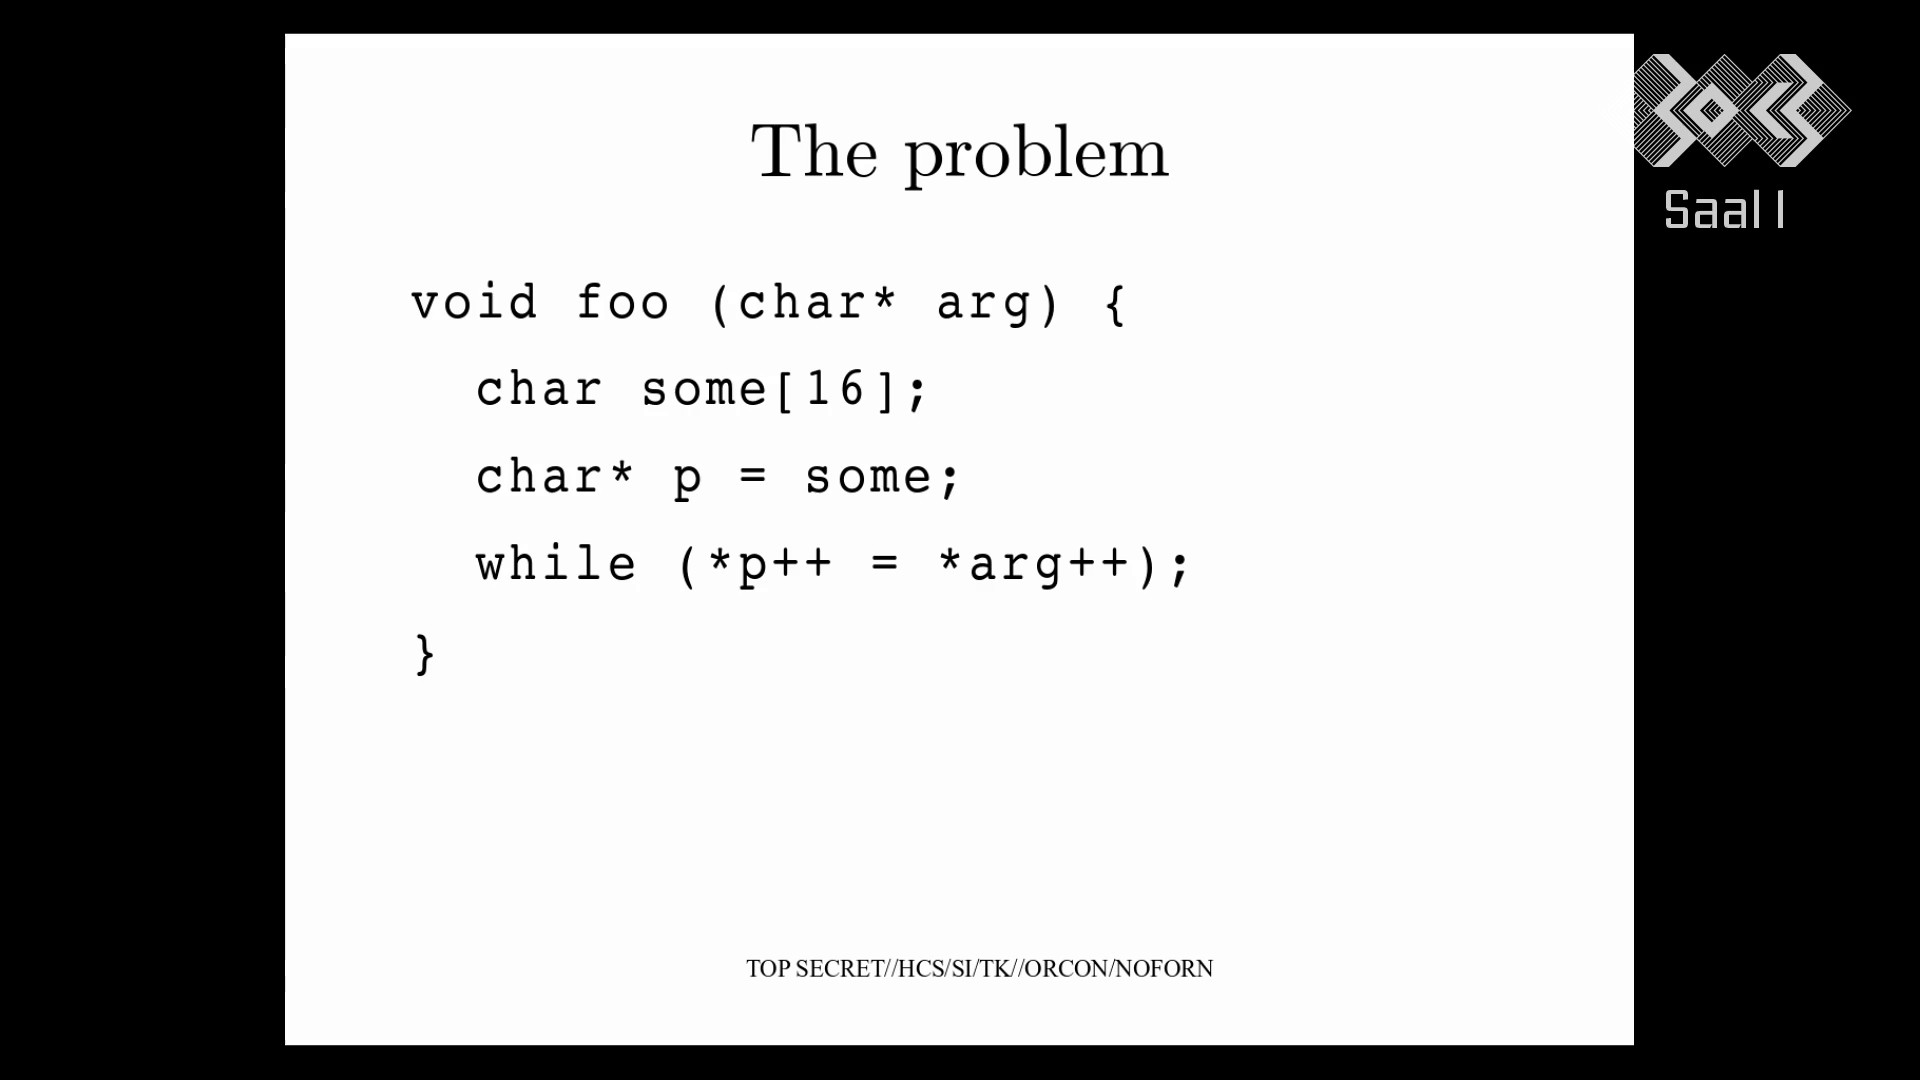 The problem
void foo (char* arg) {
  char some[16];
  char* p = some;
  while (*p++ = *arg++);
}
TOP SECRET//HCS/SI/TK//ORCON/NOFORN
Saal 1